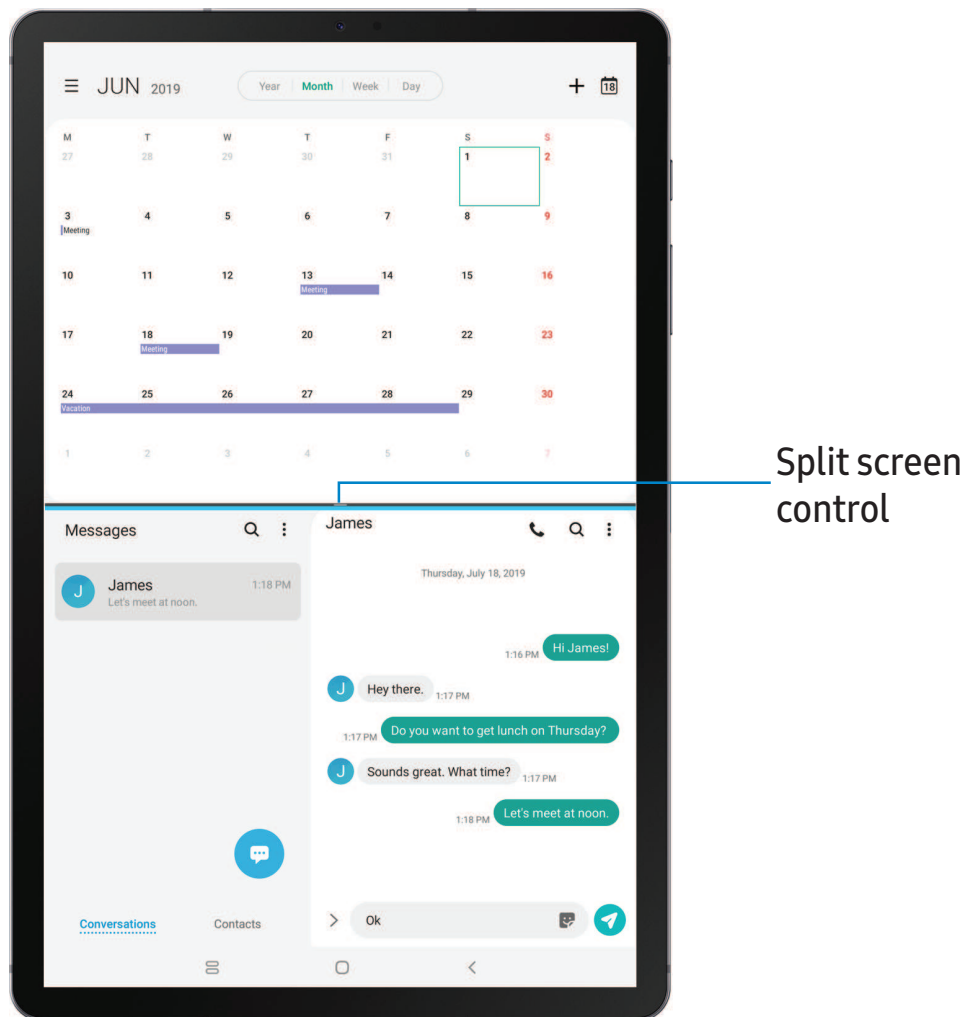 JUN 2019
Year Month Week Day
18
M T W T F S S
27 28 29 30 31 1 2
3 4 5 6 7 8 9
Meeting
10 11 12 13 14 15 16
Meeting
17 18 19 20 21 22 23
Meeting
24 25 26 27 28 29 30
Vacation
1 2 3 4 5 6 7
Split screen
control
Messages
J
James 1:18 PM
Let's meet at noon.
Conversations Contacts
James
Thursday, July 18, 2019
1:16 PM Hi James!
J Hey there. 1:17 PM
1:17 PM Do you want to get lunch on Thursday?
J Sounds great. What time? 1:17 PM
1:18 PM Let's meet at noon.
Ok